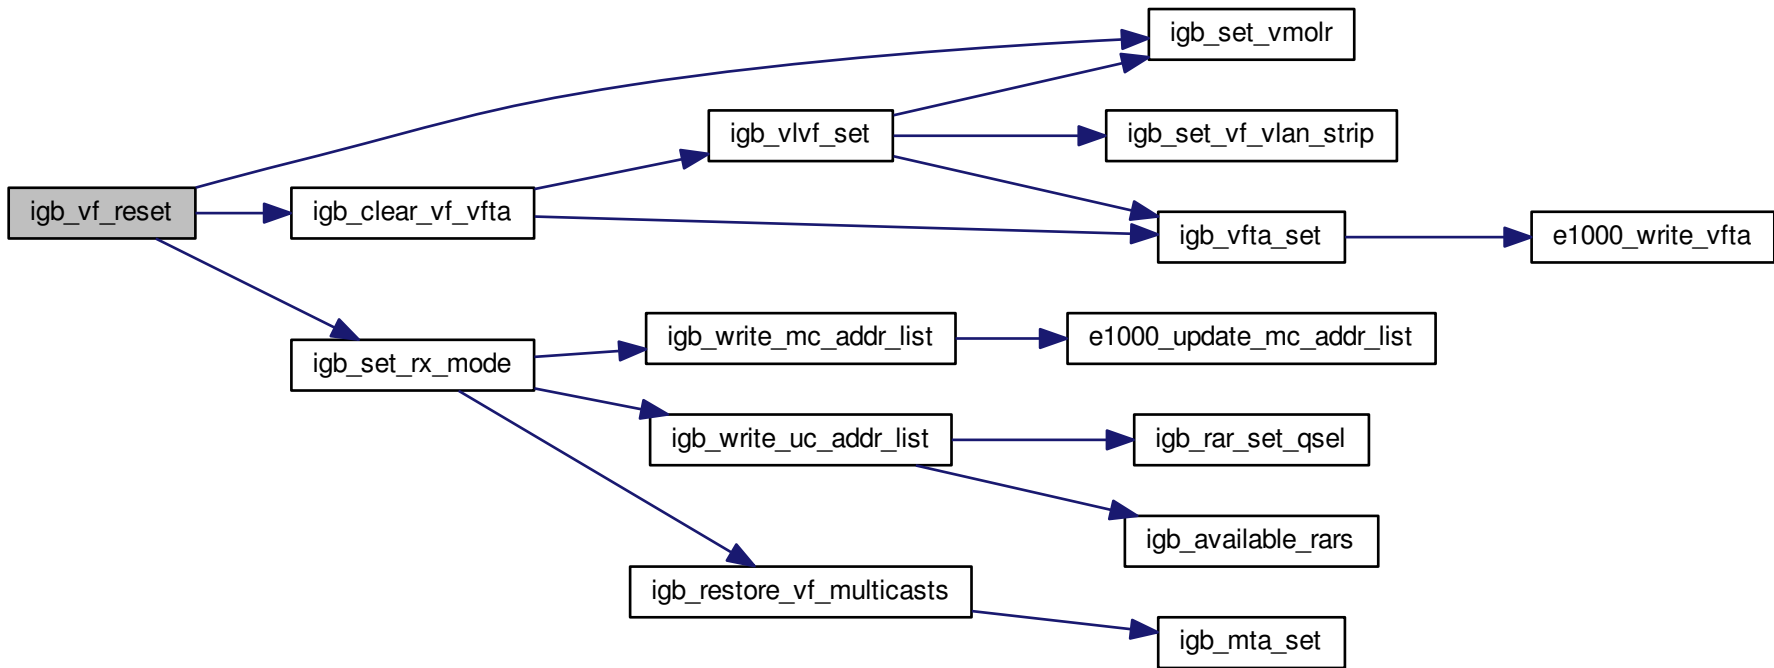 igb_set_vmolr
igb_vlvf_set
igb_set_vf_vlan_strip
igb_vf_reset
igb_clear_vf_vfta
igb_vfta_set
e1000_write_vfta
igb_write_mc_addr_list
e1000_update_mc_addr_list
igb_set_rx_mode
igb_write_uc_addr_list
igb_rar_set_qsel
igb_available_rars
igb_restore_vf_multicasts
igb_mta_set